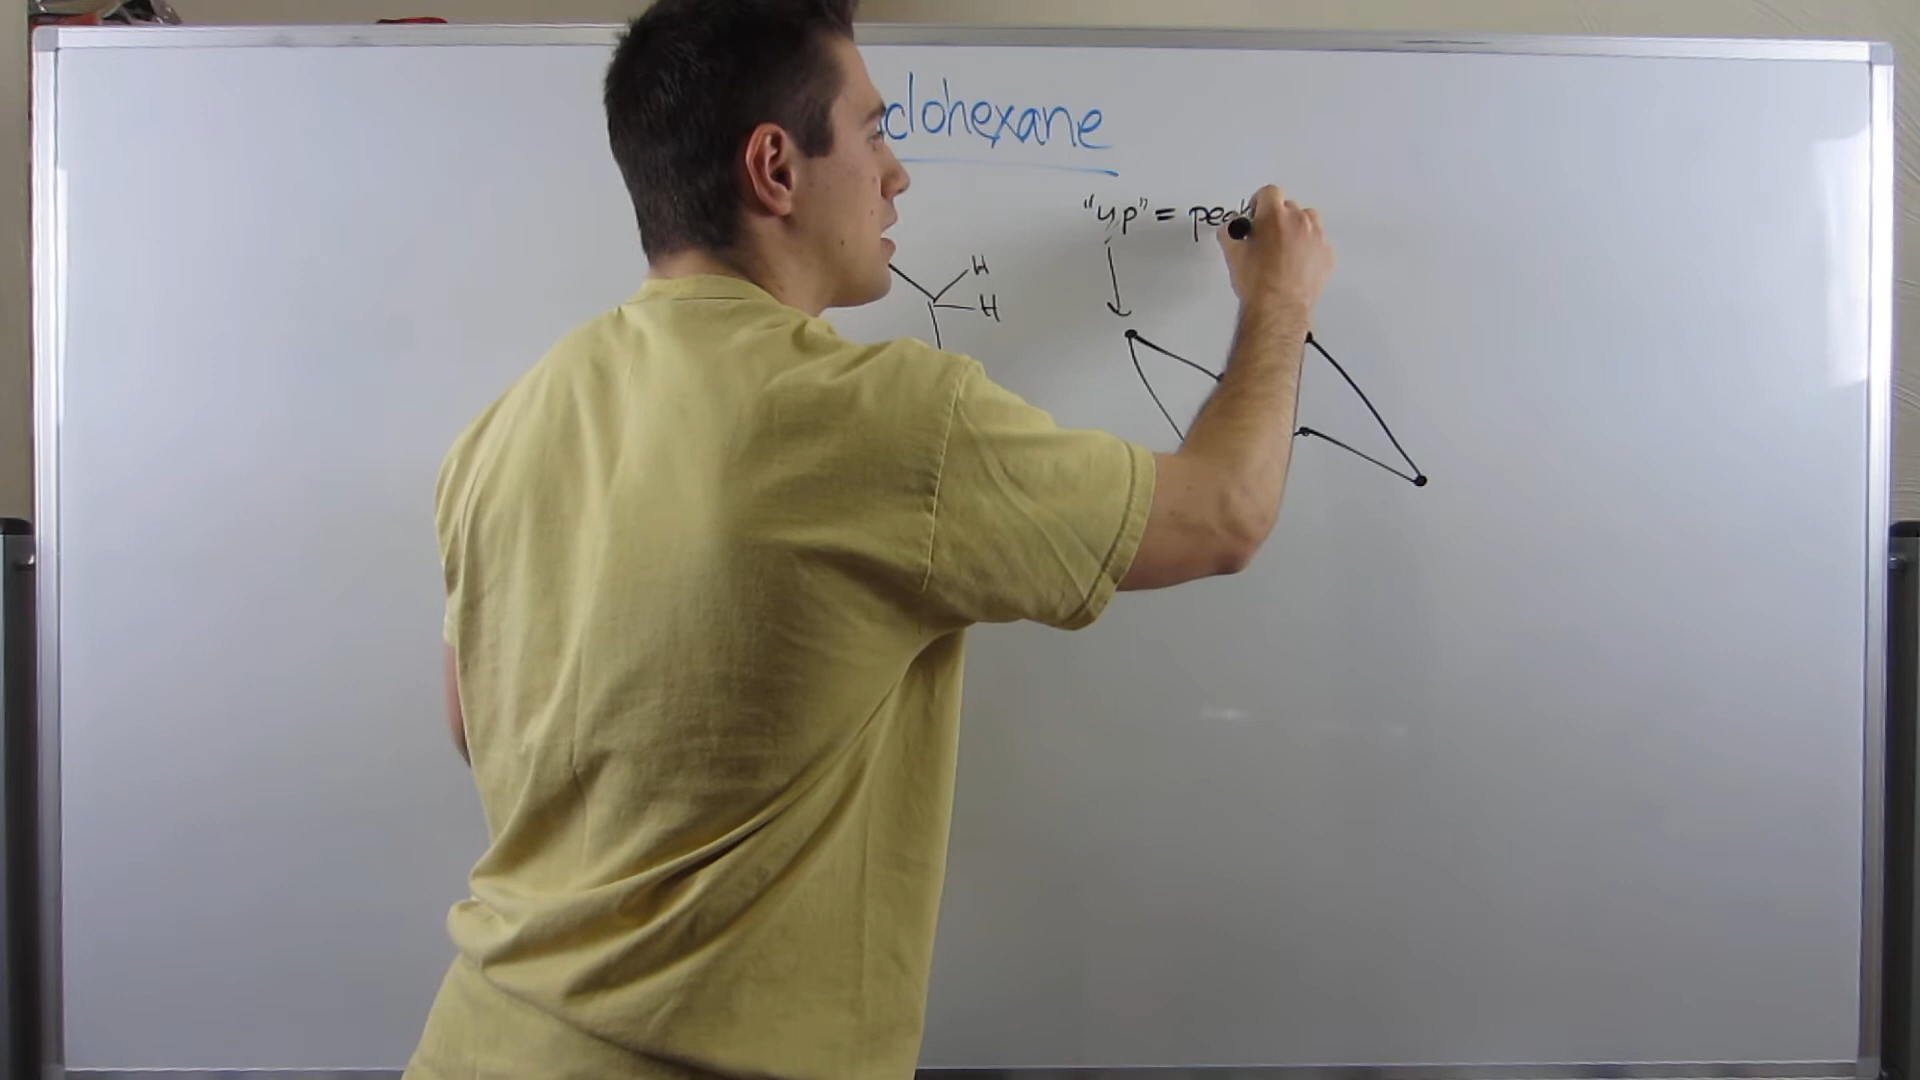 clohexane
"up" = peak
H
H